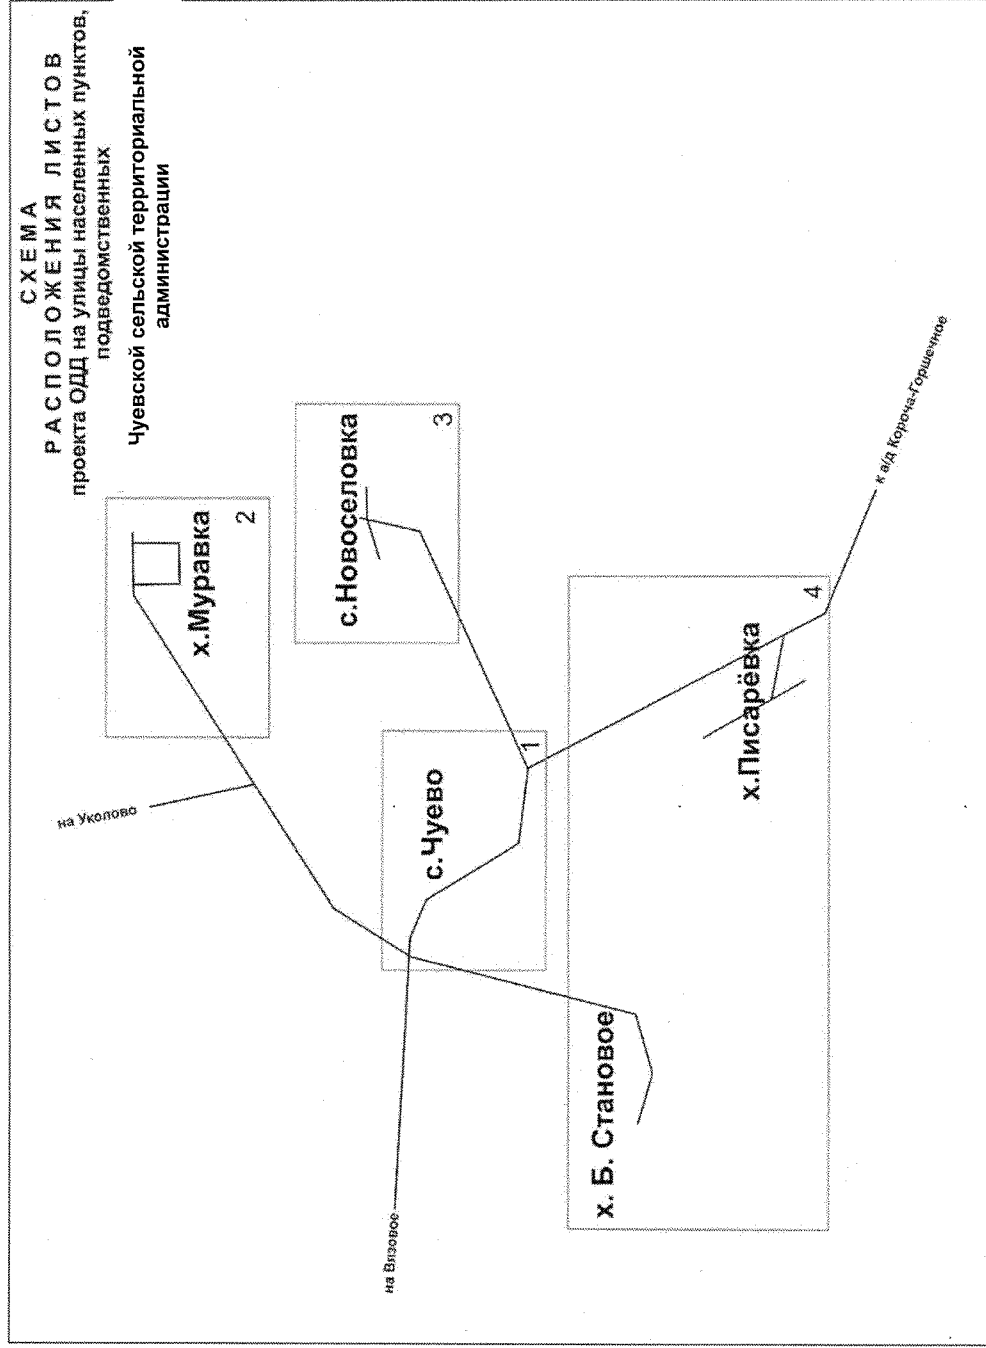 СХЕМА
РАСПОЛОЖЕНИЯ ЛИСТОВ
проекта ОДД на улицы населенных пунктов,
подведомственных
Чуевской сельской территориальной
администрации
х.Муравка
2
с.Новоселовка
3
на Уколово
с.Чуево
1
х.Писарёвка
4
х. Б. Становое
на Вязовое
к а/д Короча-Горшечное